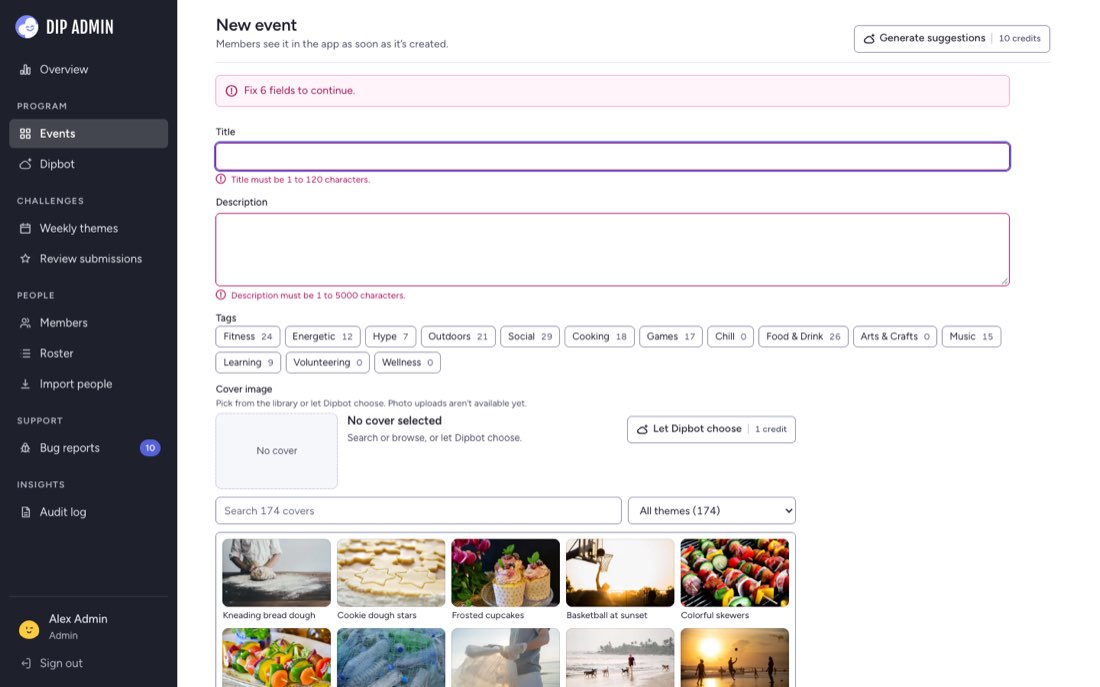 DIP ADMIN
Overview
PROGRAM
Events
Dipbot
CHALLENGES
Weekly themes
Review submissions
PEOPLE
Members
Roster
Import people
SUPPORT
Bug reports 10
INSIGHTS
Audit log
Alex Admin
Admin
Sign out
New event
Members see it in the app as soon as it's created.
Generate suggestions 10 credits
Fix 6 fields to continue.
Title
Title must be 1 to 120 characters.
Description
Description must be 1 to 5000 characters.
Tags
Fitness 24 Energetic 12 Hype 7 Outdoors 21 Social 29 Cooking 18 Games 17 Chill 0 Food & Drink 26 Arts & Crafts 0 Music 15
Learning 9 Volunteering 0 Wellness 0
Cover image
Pick from the library or let Dipbot choose. Photo uploads aren't available yet.
No cover
No cover selected
Search or browse, or let Dipbot choose.
Let Dipbot choose 1 credit
Search 174 covers All themes (174)
Kneading bread dough Cookie dough stars Frosted cupcakes Basketball at sunset Colorful skewers